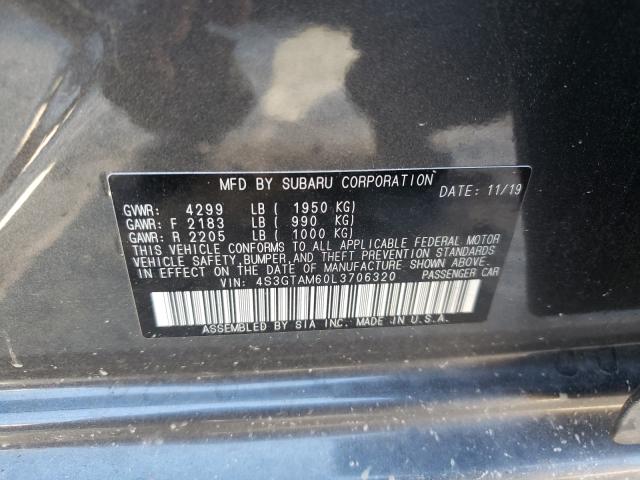 MFD BY SUBARU CORPORATION DATE: 11/19
GVWR: 4299 LB ( 1950 KG)
GAWR: F 2183 LB ( 990 KG)
GAWR: R 2205 LB ( 1000 KG)
THIS VEHICLE CONFORMS TO ALL APPLICABLE FEDERAL MOTOR
VEHICLE SAFETY, BUMPER, AND THEFT PREVENTION STANDARDS
IN EFFECT ON THE DATE OF MANUFACTURE SHOWN ABOVE.
VIN: 4S3GTAM60L3706320 PASSENGER CAR
ASSEMBLED BY SIA INC. MADE IN U.S.A.